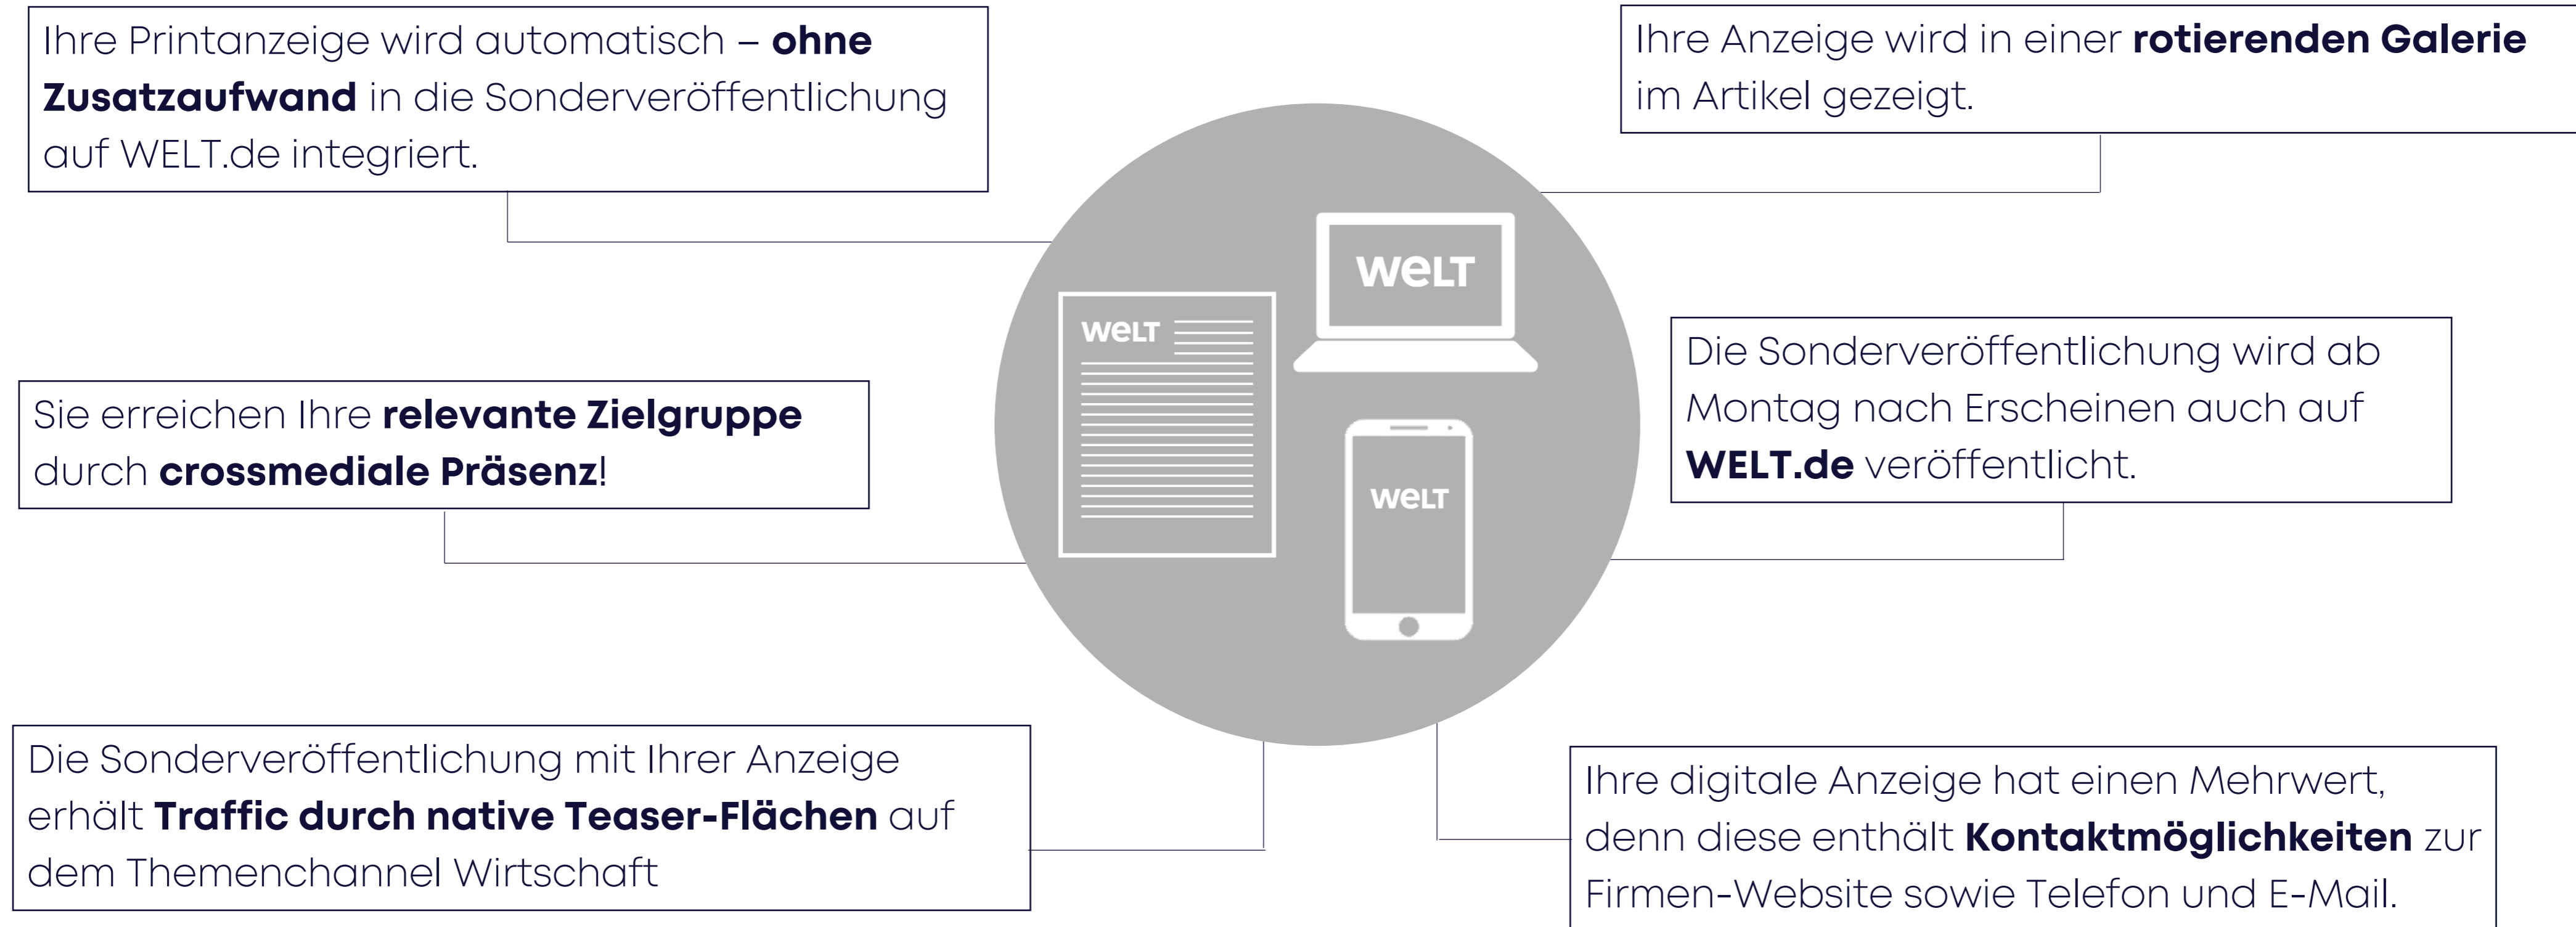 Ihre Printanzeige wird automatisch – ohne
Zusatzaufwand in die Sonderveröffentlichung
auf WELT.de integriert.
Ihre Anzeige wird in einer rotierenden Galerie
im Artikel gezeigt.
WELT
WELT
WELT
Sie erreichen Ihre relevante Zielgruppe
durch crossmediale Präsenz!
Die Sonderveröffentlichung wird ab
Montag nach Erscheinen auch auf
WELT.de veröffentlicht.
Die Sonderveröffentlichung mit Ihrer Anzeige
erhält Traffic durch native Teaser-Flächen auf
dem Themenchannel Wirtschaft
Ihre digitale Anzeige hat einen Mehrwert,
denn diese enthält Kontaktmöglichkeiten zur
Firmen-Website sowie Telefon und E-Mail.